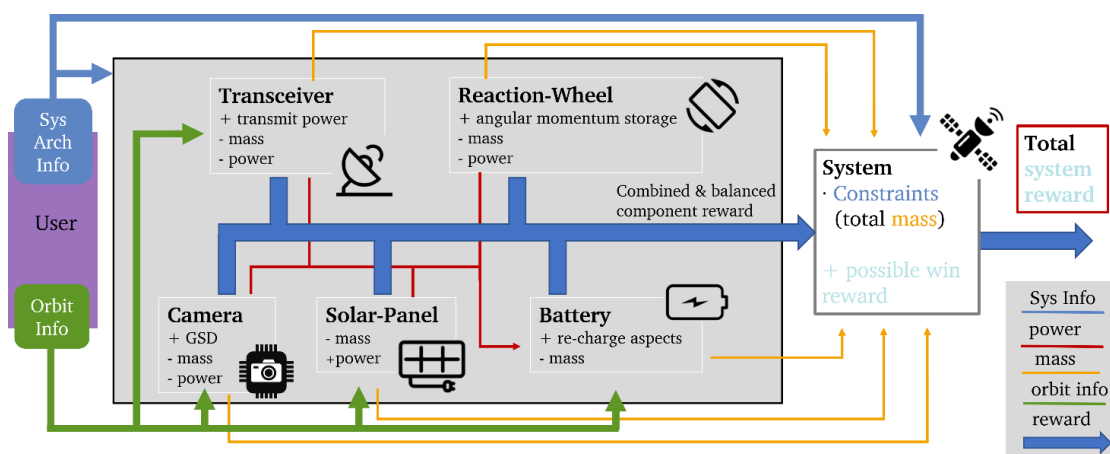 Sys
Arch
Info
User
Orbit
Info
Transceiver
+ transmit power
- mass
- power
Reaction-Wheel
+ angular momentum storage
- mass
- power
Combined & balanced
component reward
Camera
+ GSD
- mass
- power
Solar-Panel
- mass
+power
Battery
+ re-charge aspects
- mass
System
· Constraints
(total mass)
+ possible win
reward
Total
system
reward
Sys Info
power
mass
orbit info
reward